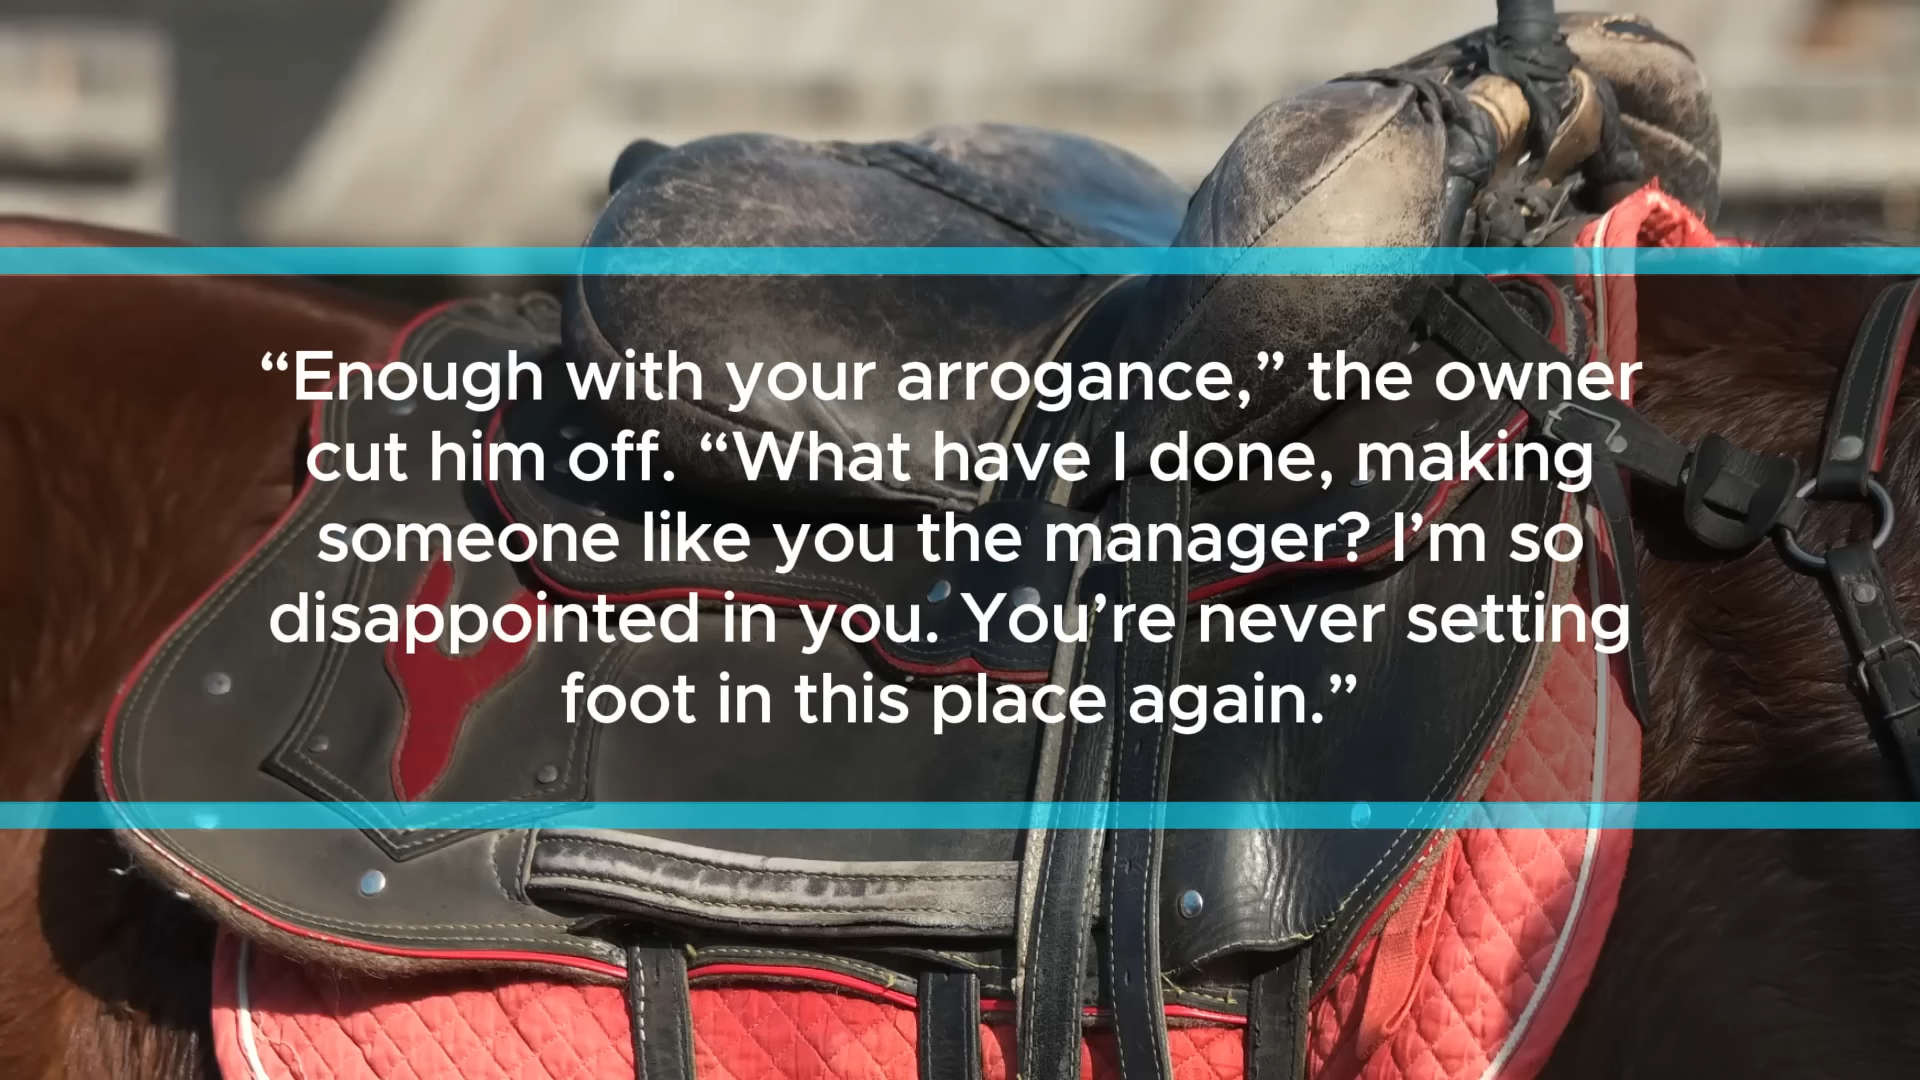 “Enough with your arrogance,” the owner
cut him off. “What have I done, making
someone like you the manager? I’m so
disappointed in you. You’re never setting
foot in this place again.”